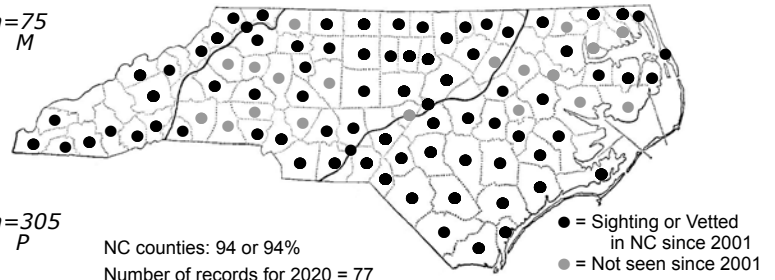 =75
M
=305
P
NC counties: 94 or 94%
Number of records for 2020 = 77
● = Sighting or Vetted
in NC since 2001
● = Not seen since 2001